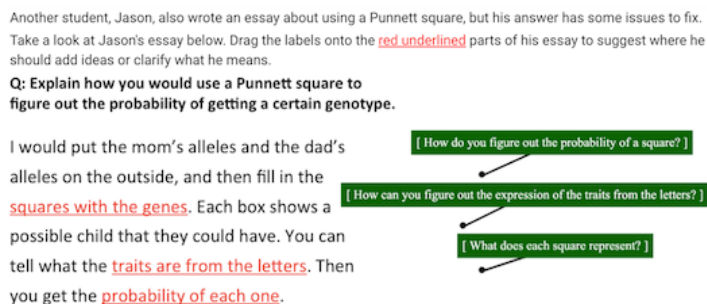 Another student, Jason, also wrote an essay about using a Punnett square, but his answer has some issues to fix.
Take a look at Jason's essay below. Drag the labels onto the red underlined parts of his essay to suggest where he
should add ideas or clarify what he means.
Q: Explain how you would use a Punnett square to
figure out the probability of getting a certain genotype.
I would put the mom's alleles and the dad's
alleles on the outside, and then fill in the
squares with the genes. Each box shows a
possible child that they could have. You can
tell what the traits are from the letters. Then
you get the probability of each one.
[ How do you figure out the probability of a square? ]
[ How can you figure out the expression of the traits from the letters? ]
[ What does each square represent? ]